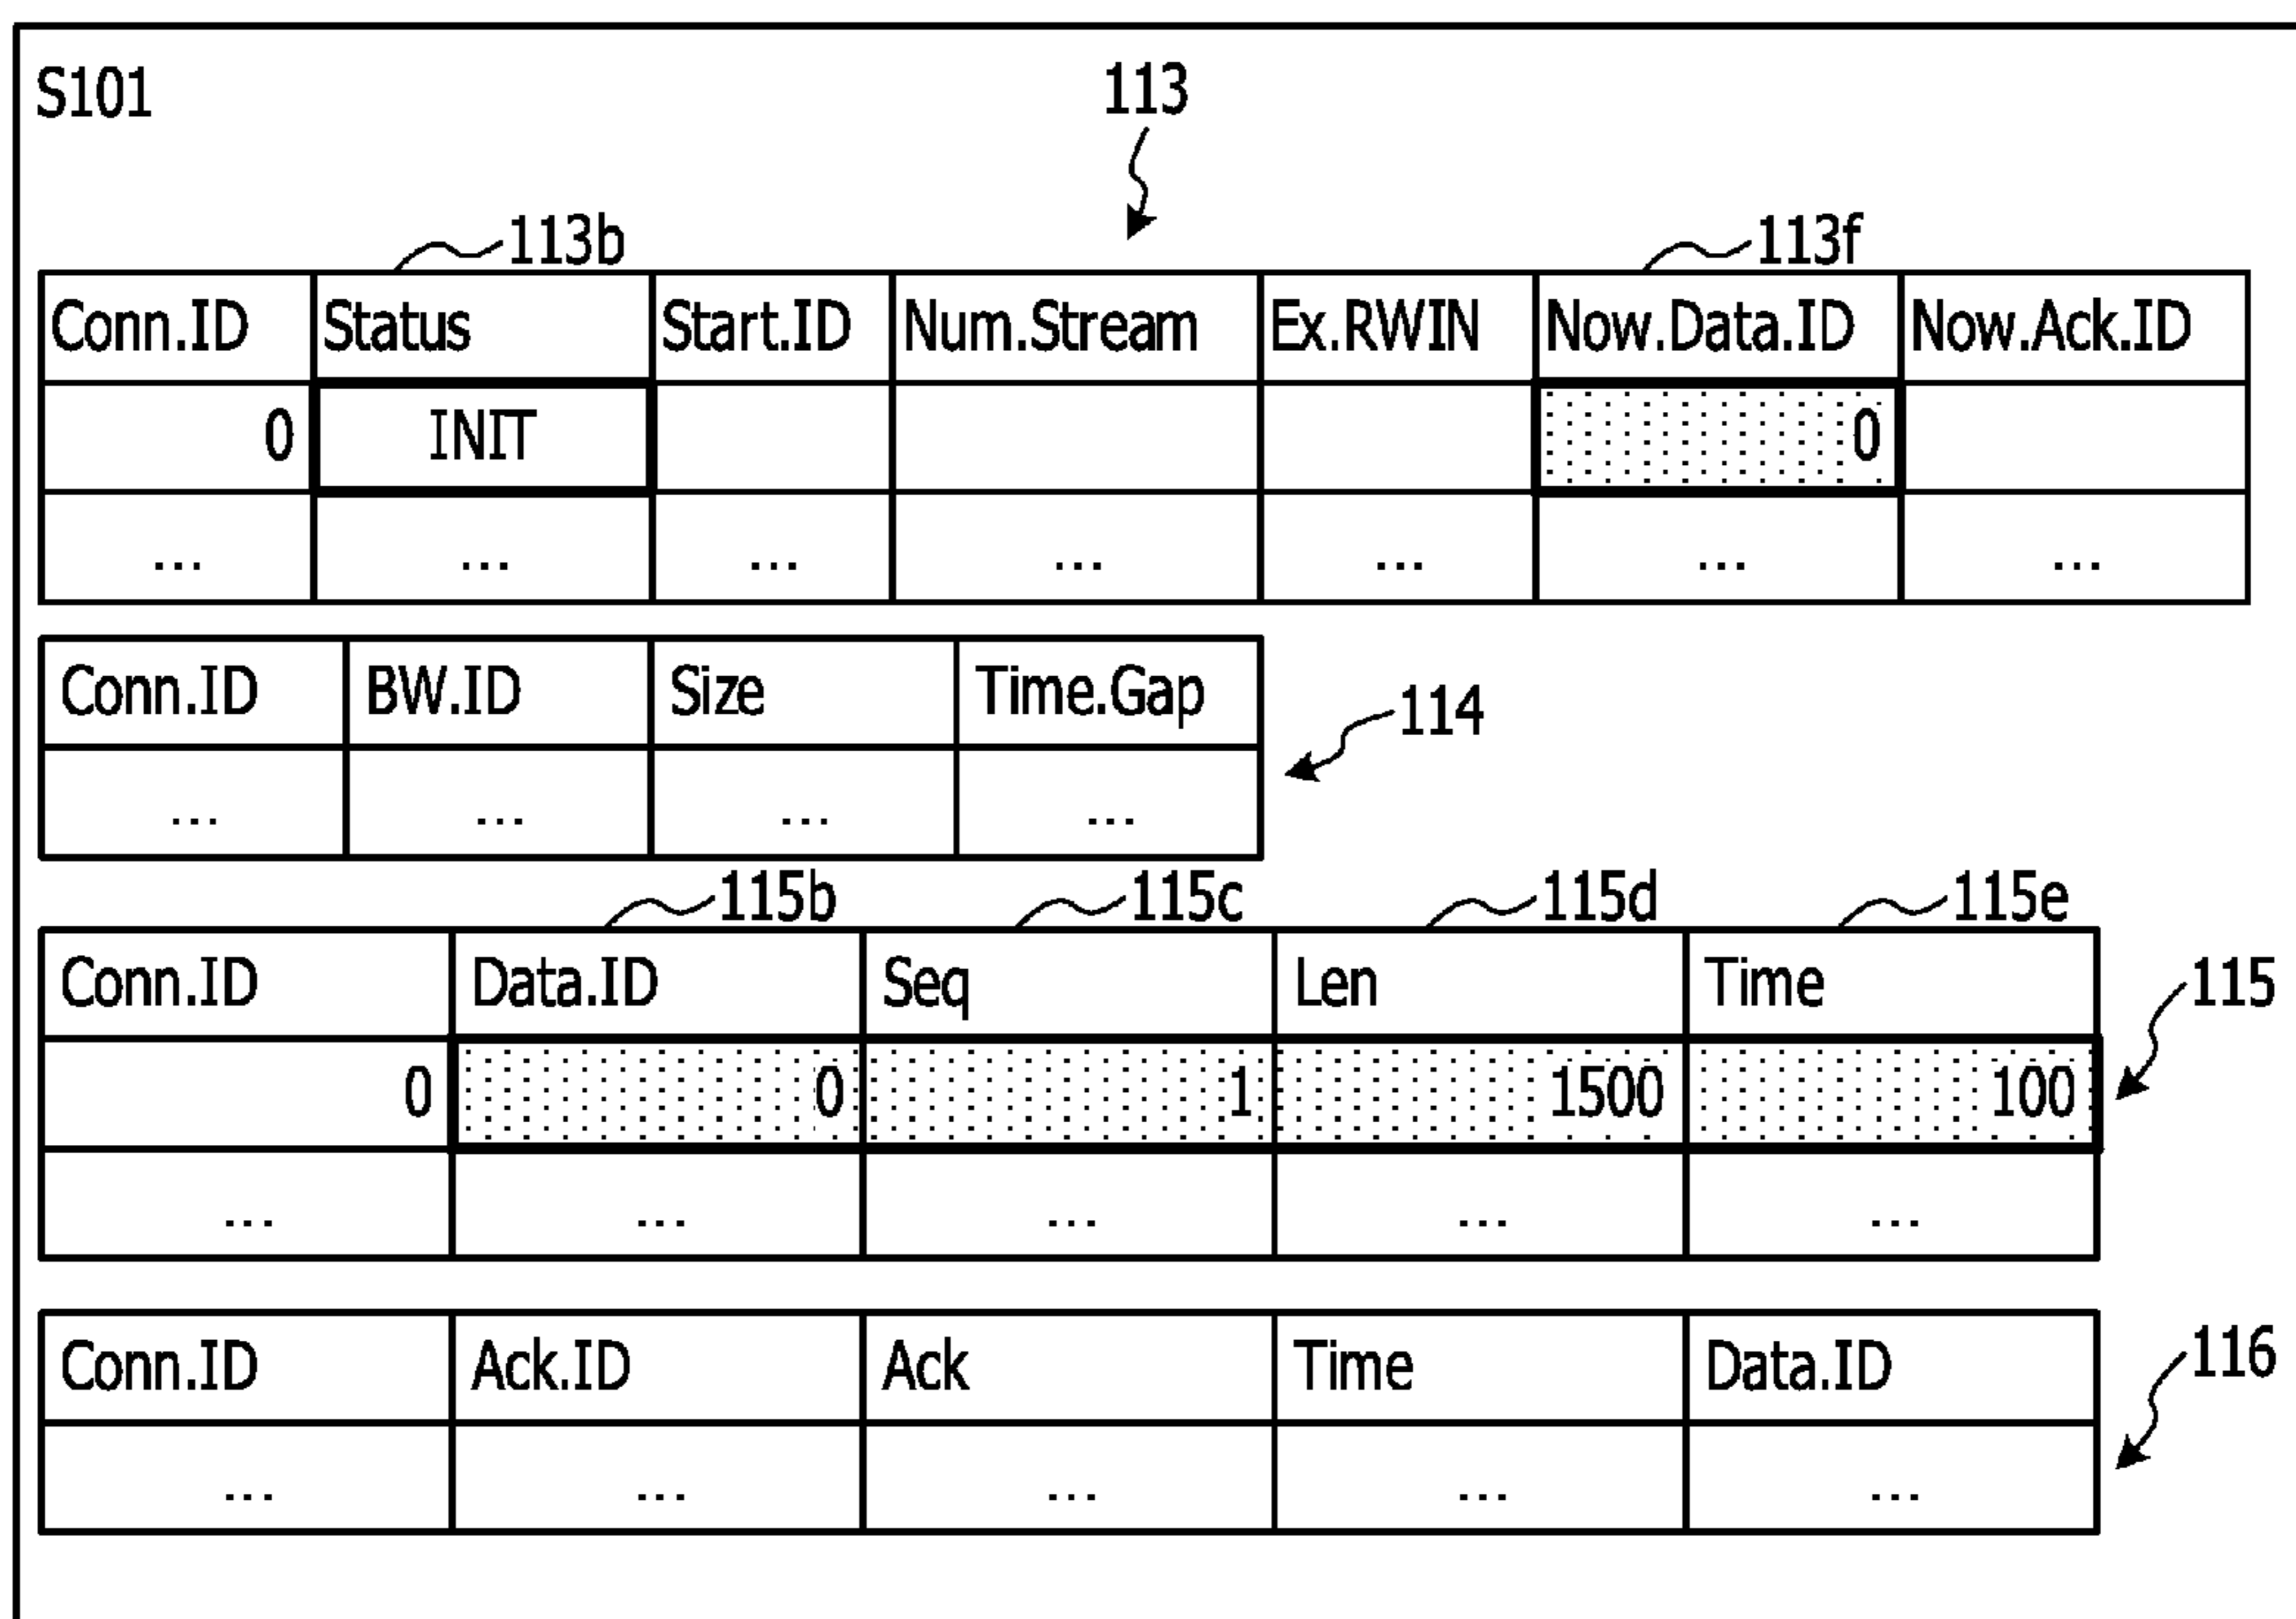 S101
113
113b 113f
Conn.ID Status Start.ID Num.Stream Ex.RWIN Now.Data.ID Now.Ack.ID
0 INIT 0
... ... ... ... ... ... ...
Conn.ID BW.ID Size Time.Gap
114
... ... ... ...
115b 115c 115d 115e
Conn.ID Data.ID Seq Len Time
115
0 0 1 1500 100
... ... ... ... ...
Conn.ID Ack.ID Ack Time Data.ID
116
... ... ... ... ...